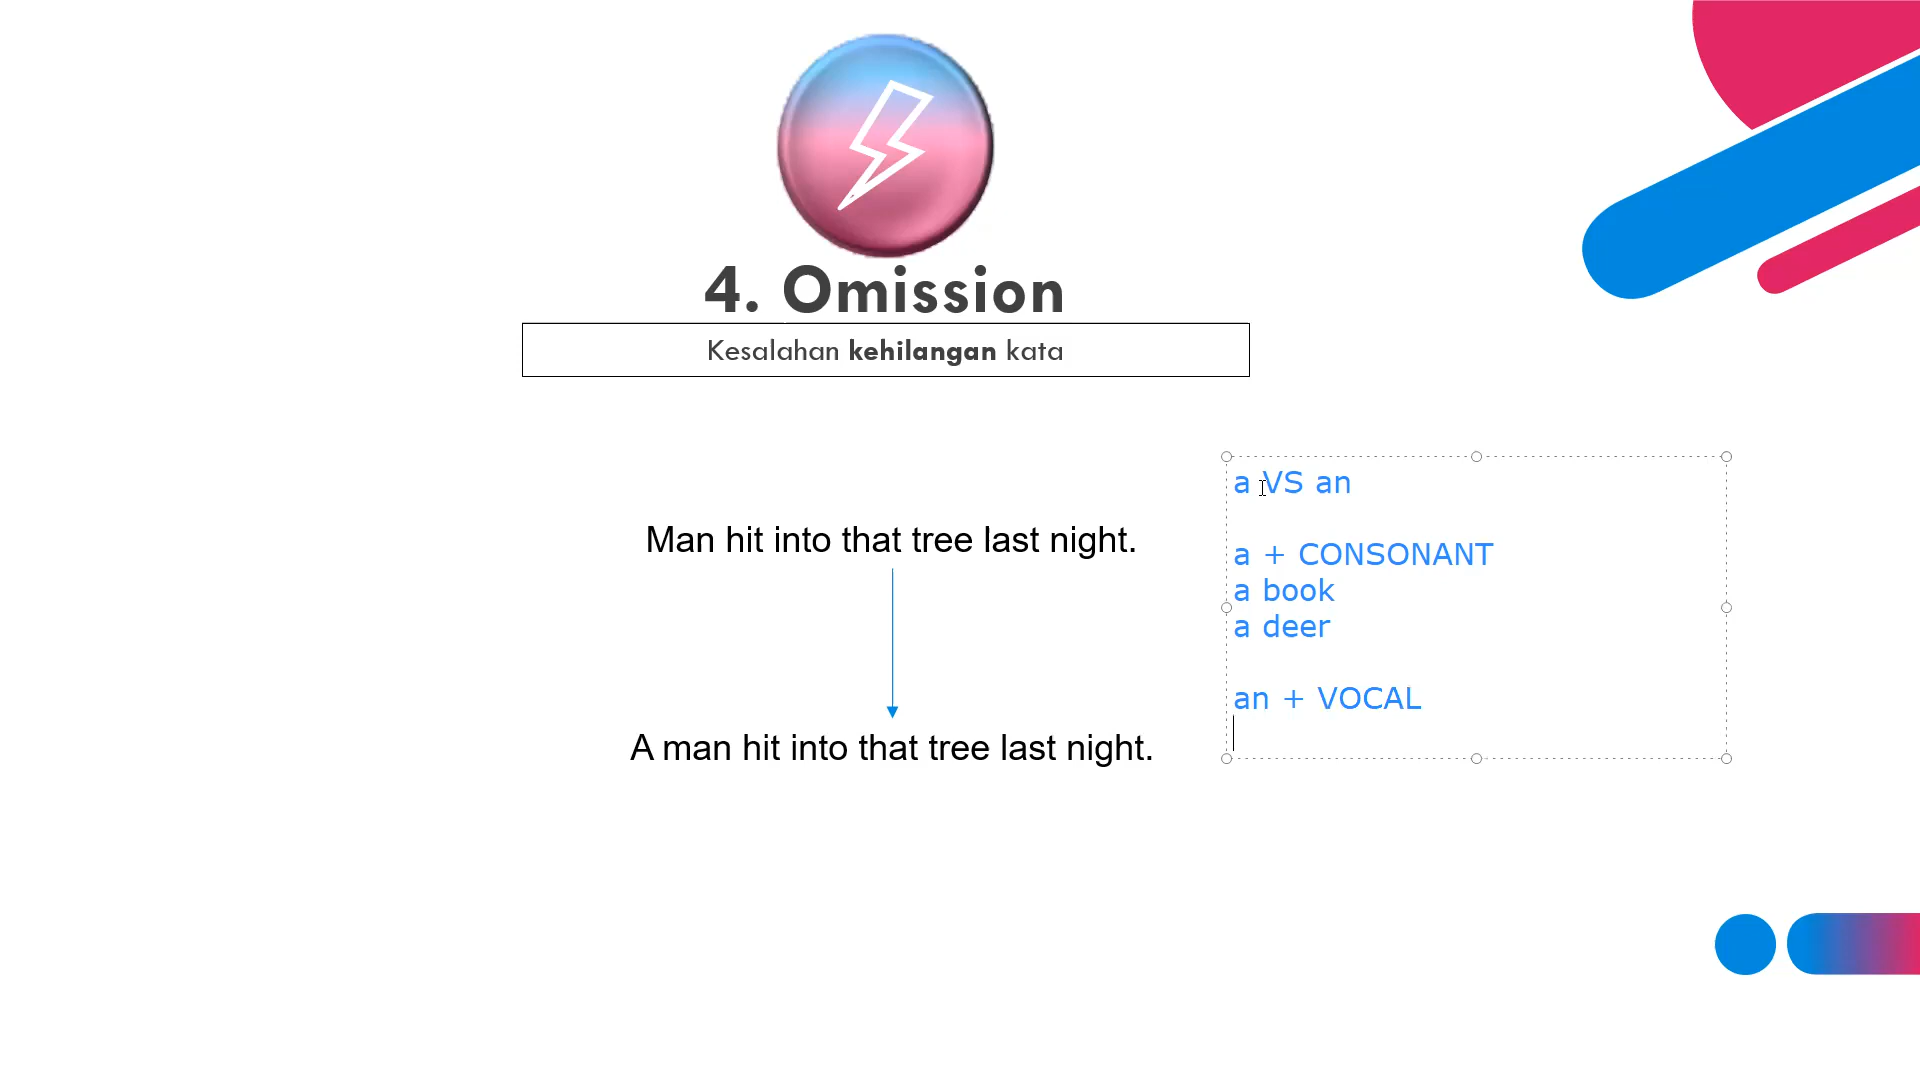 4. Omission
Kesalahan kehilangan kata
Man hit into that tree last night.
A man hit into that tree last night.
a VS an
a + CONSONANT
a book
a deer
an + VOCAL